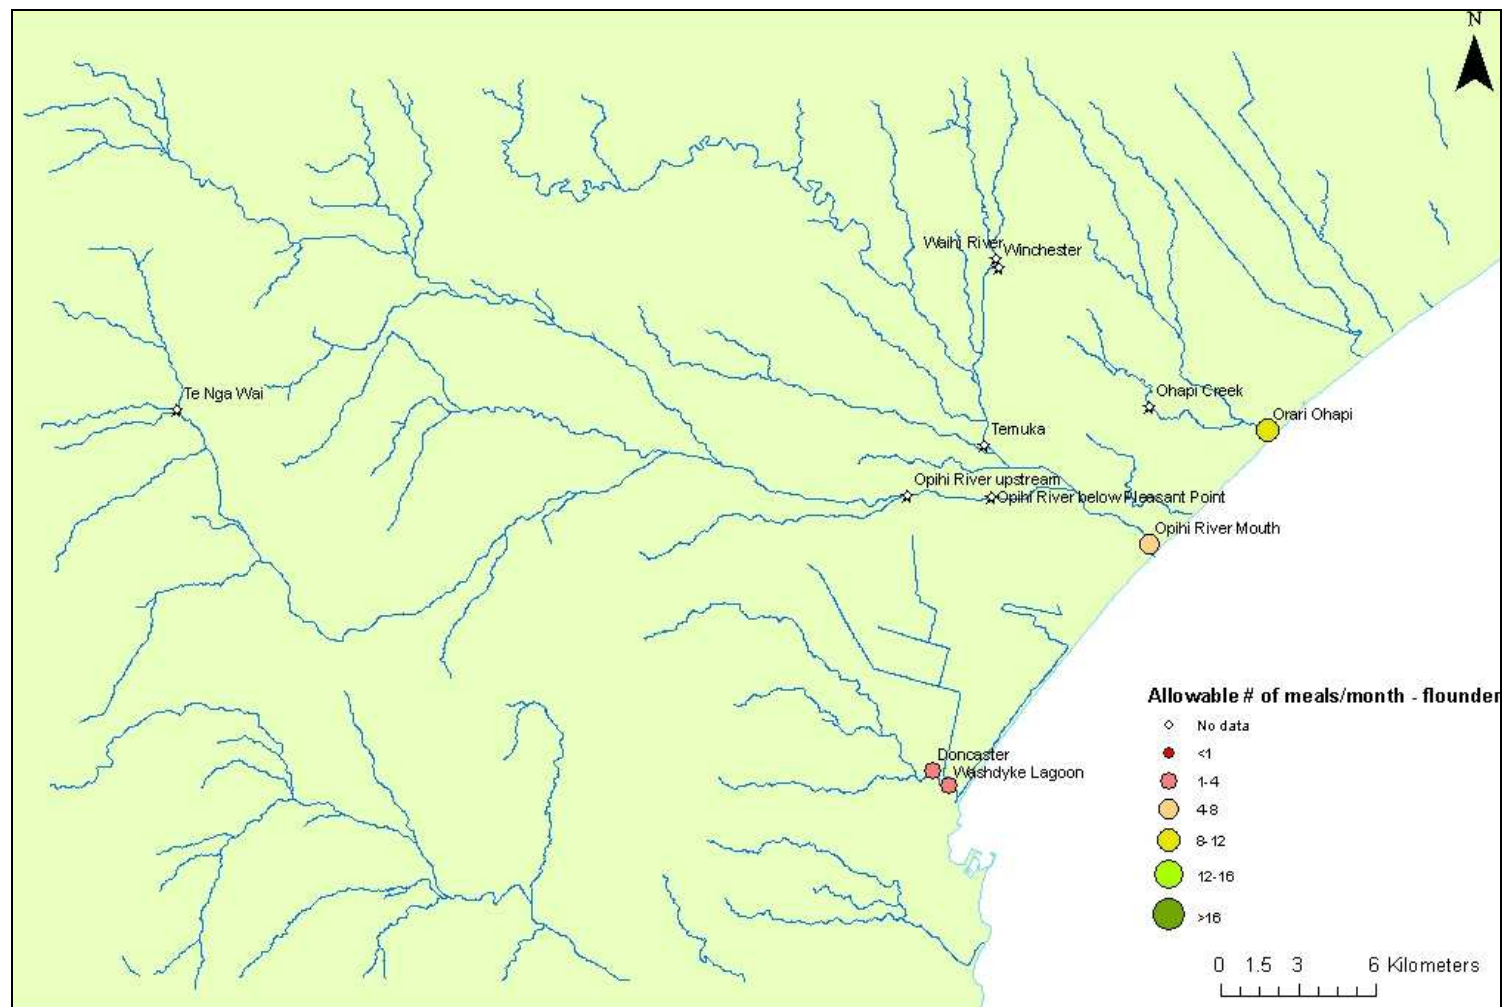 N
Waihi River
Winchester
Te Nga Wai
Ohapi Creek
Orari Ohapi
Temuka
Opihi River upstream
Opihi River below Pleasant Point
Opihi River Mouth
Allowable # of meals/month - flounder
No data
<1
1-4
4-8
8-12
12-16
>16
Doncaster
Washdyke Lagoon
0 1.5 3 6 Kilometers